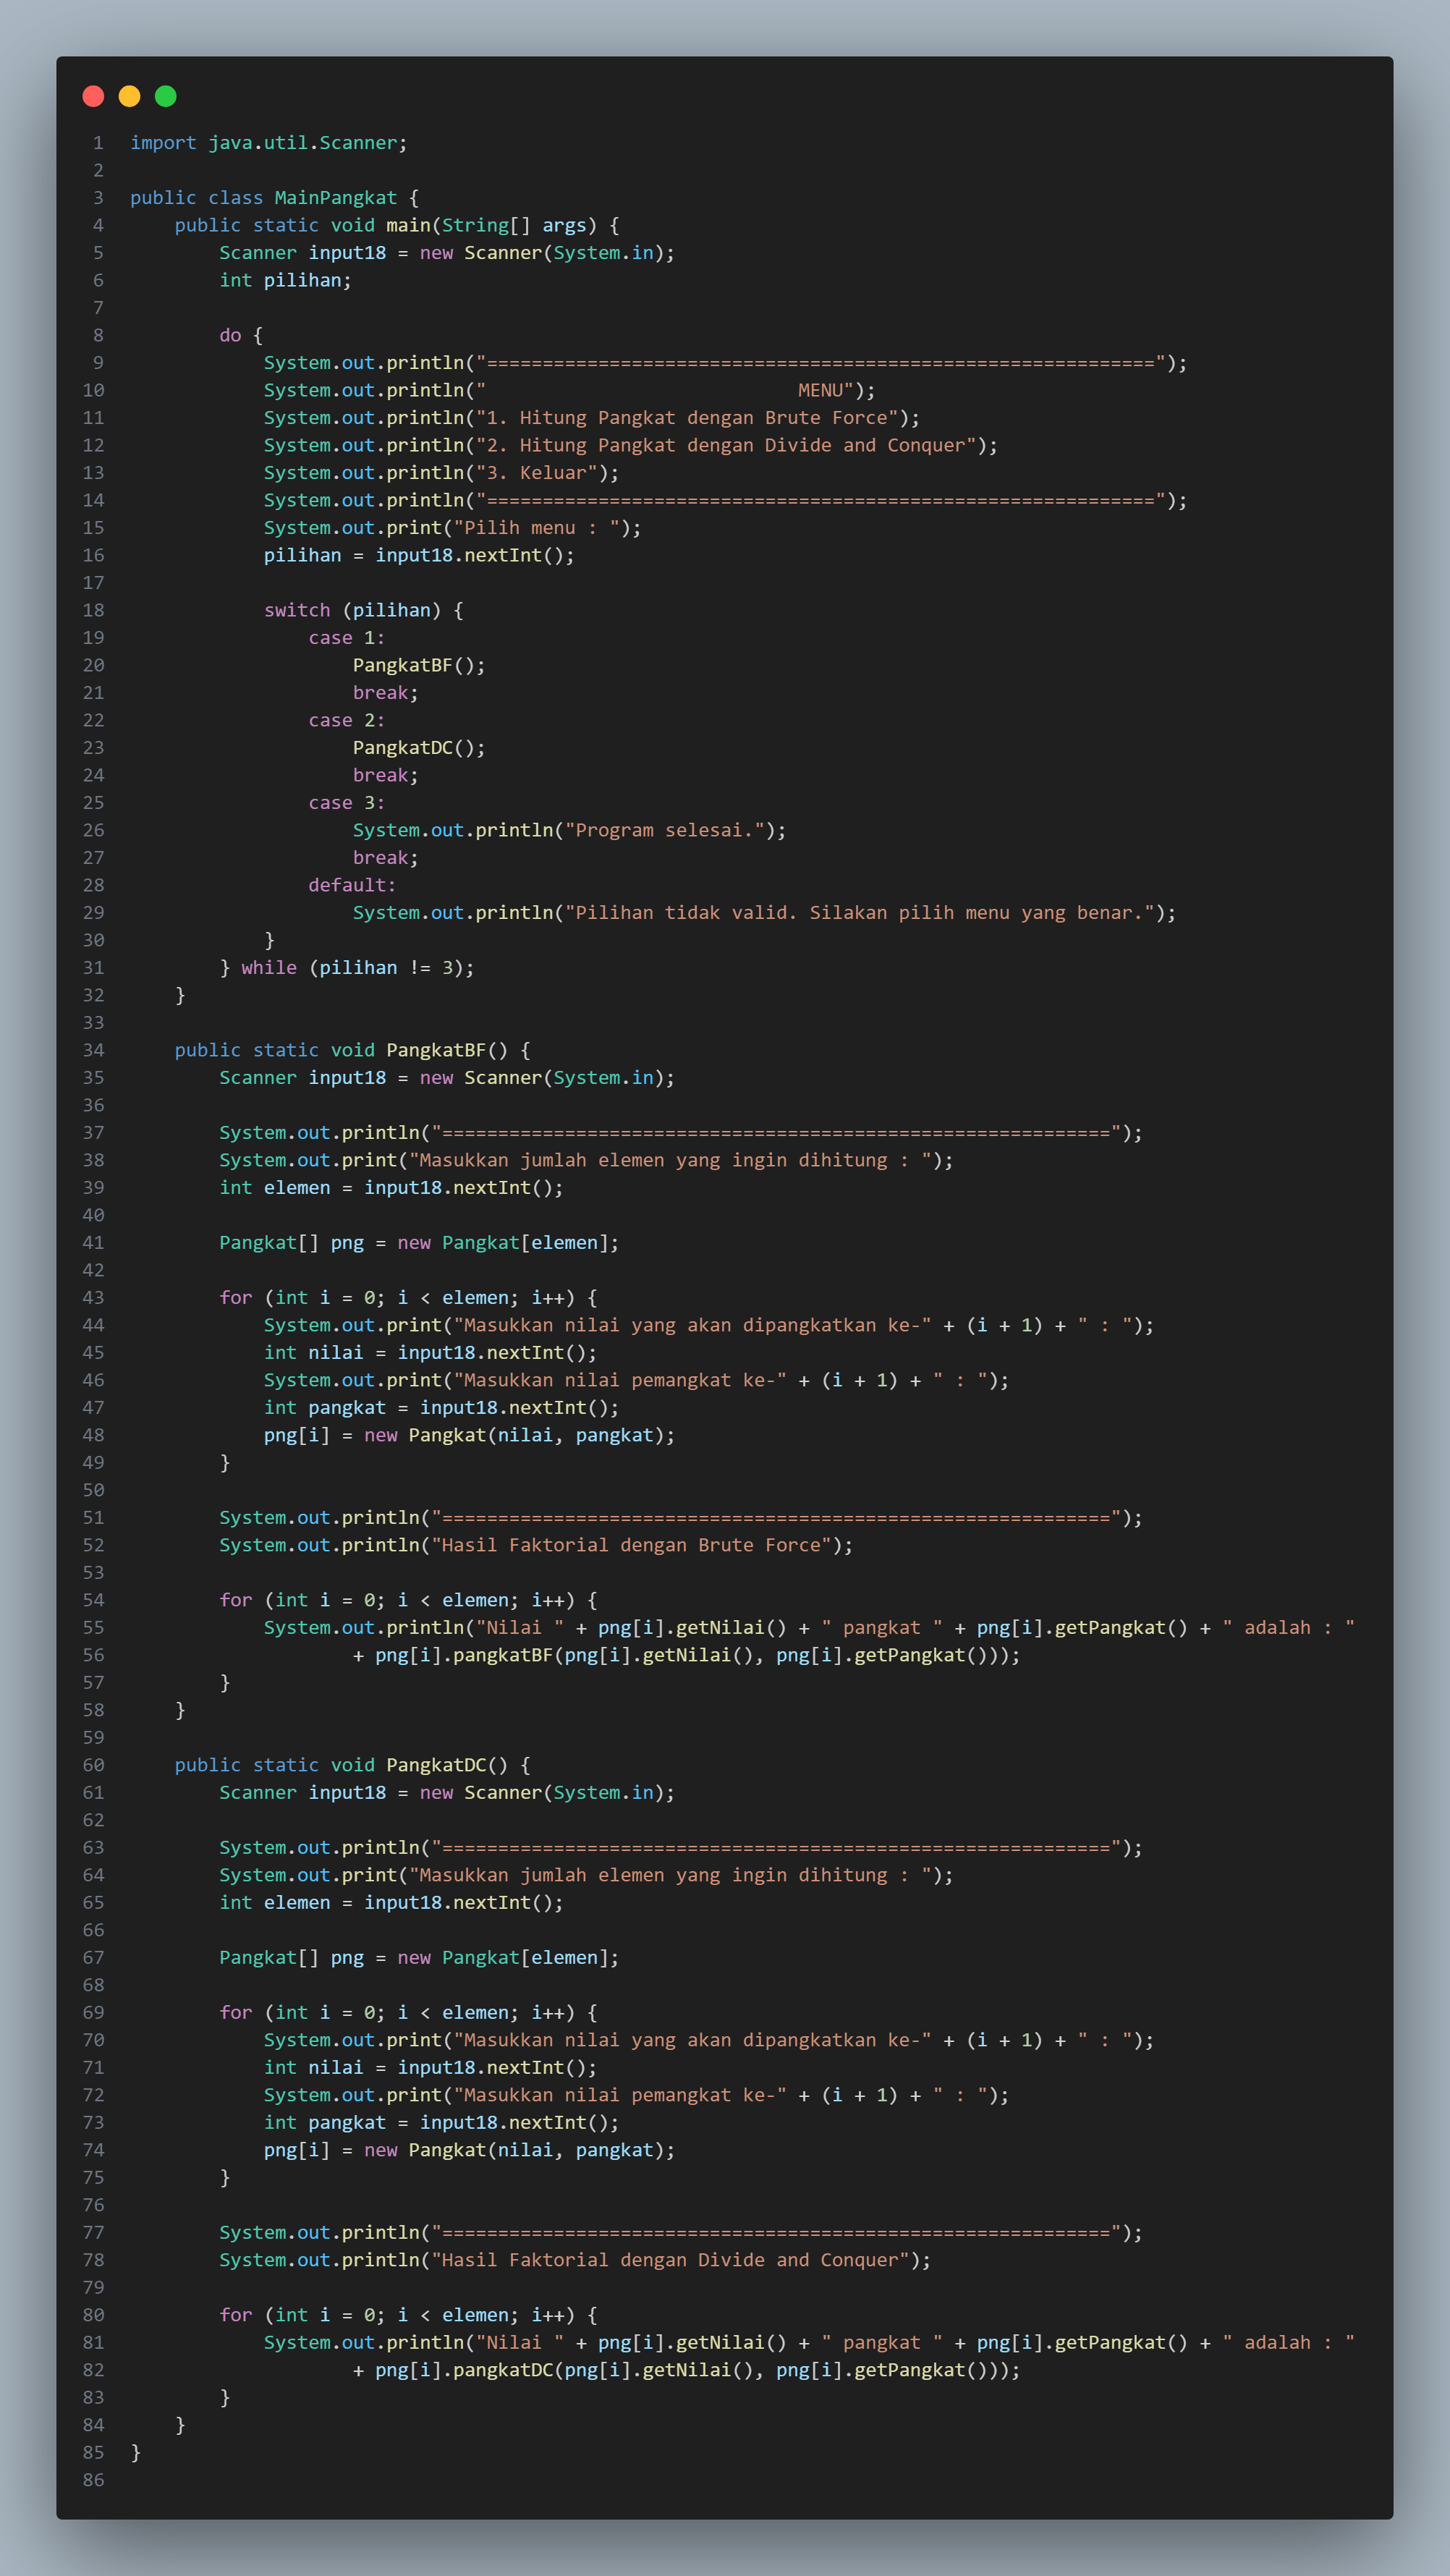 1 import java.util.Scanner;
2
3 public class MainPangkat {
4     public static void main(String[] args) {
5         Scanner input18 = new Scanner(System.in);
6         int pilihan;
7
8         do {
9             System.out.println("============================================================");
10             System.out.println("                            MENU");
11             System.out.println("1. Hitung Pangkat dengan Brute Force");
12             System.out.println("2. Hitung Pangkat dengan Divide and Conquer");
13             System.out.println("3. Keluar");
14             System.out.println("============================================================");
15             System.out.print("Pilih menu : ");
16             pilihan = input18.nextInt();
17
18             switch (pilihan) {
19                 case 1:
20                     PangkatBF();
21                     break;
22                 case 2:
23                     PangkatDC();
24                     break;
25                 case 3:
26                     System.out.println("Program selesai.");
27                     break;
28                 default:
29                     System.out.println("Pilihan tidak valid. Silakan pilih menu yang benar.");
30             }
31         } while (pilihan != 3);
32     }
33
34     public static void PangkatBF() {
35         Scanner input18 = new Scanner(System.in);
36
37         System.out.println("============================================================");
38         System.out.print("Masukkan jumlah elemen yang ingin dihitung : ");
39         int elemen = input18.nextInt();
40
41         Pangkat[] png = new Pangkat[elemen];
42
43         for (int i = 0; i < elemen; i++) {
44             System.out.print("Masukkan nilai yang akan dipangkatkan ke-" + (i + 1) + " : ");
45             int nilai = input18.nextInt();
46             System.out.print("Masukkan nilai pemangkat ke-" + (i + 1) + " : ");
47             int pangkat = input18.nextInt();
48             png[i] = new Pangkat(nilai, pangkat);
49         }
50
51         System.out.println("============================================================");
52         System.out.println("Hasil Faktorial dengan Brute Force");
53
54         for (int i = 0; i < elemen; i++) {
55             System.out.println("Nilai " + png[i].getNilai() + " pangkat " + png[i].getPangkat() + " adalah : "
56                     + png[i].pangkatBF(png[i].getNilai(), png[i].getPangkat()));
57         }
58     }
59
60     public static void PangkatDC() {
61         Scanner input18 = new Scanner(System.in);
62
63         System.out.println("============================================================");
64         System.out.print("Masukkan jumlah elemen yang ingin dihitung : ");
65         int elemen = input18.nextInt();
66
67         Pangkat[] png = new Pangkat[elemen];
68
69         for (int i = 0; i < elemen; i++) {
70             System.out.print("Masukkan nilai yang akan dipangkatkan ke-" + (i + 1) + " : ");
71             int nilai = input18.nextInt();
72             System.out.print("Masukkan nilai pemangkat ke-" + (i + 1) + " : ");
73             int pangkat = input18.nextInt();
74             png[i] = new Pangkat(nilai, pangkat);
75         }
76
77         System.out.println("============================================================");
78         System.out.println("Hasil Faktorial dengan Divide and Conquer");
79
80         for (int i = 0; i < elemen; i++) {
81             System.out.println("Nilai " + png[i].getNilai() + " pangkat " + png[i].getPangkat() + " adalah : "
82                     + png[i].pangkatDC(png[i].getNilai(), png[i].getPangkat()));
83         }
84     }
85 }
86